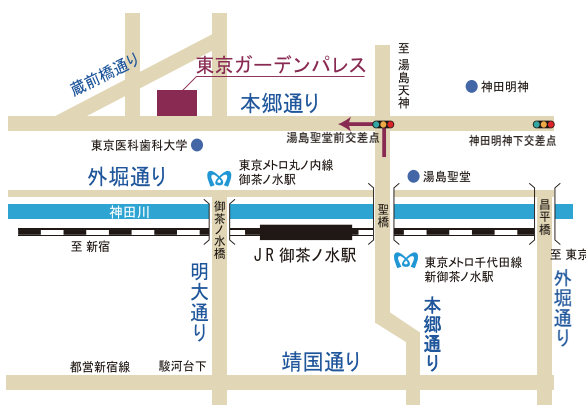 蔵前橋通り
東京ガーデンパレス
至 湯島天神
神田明神
本郷通り
東京医科歯科大学
湯島聖堂前交差点
神田明神下交差点
外堀通り
東京メトロ丸ノ内線
御茶ノ水駅
湯島聖堂
神田川
御茶ノ水橋
聖橋
昌平橋
至 新宿
JR 御茶ノ水駅
至 東京
東京メトロ千代田線
新御茶ノ水駅
明大通り
本郷通り
外堀通り
都営新宿線
駿河台下
靖国通り